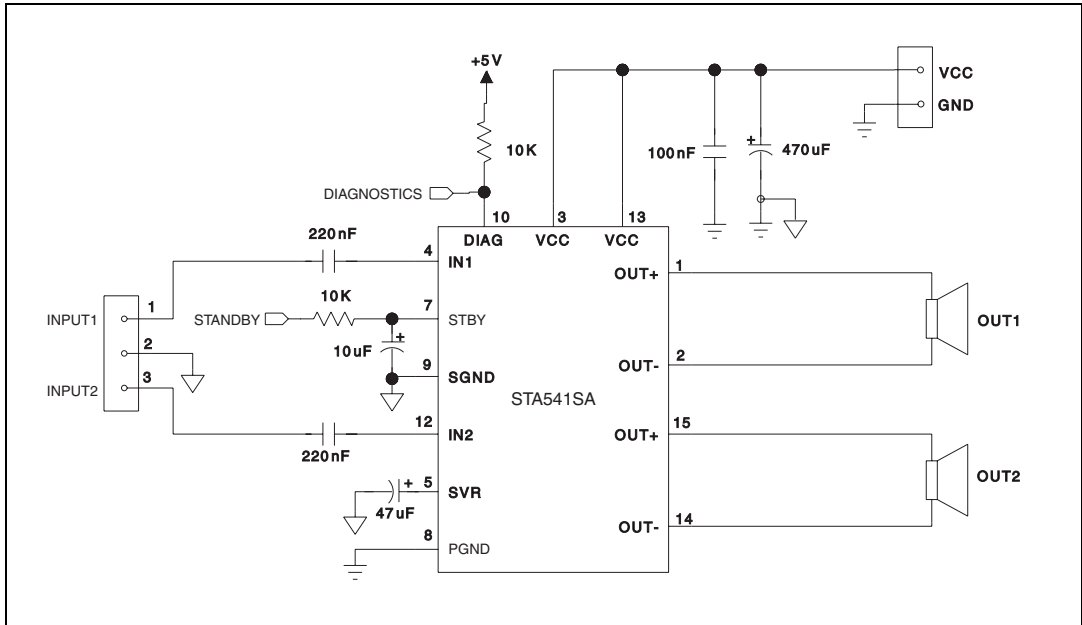 +5V
VCC
GND
10K
100nF
+
470uF
DIAGNOSTICS
10
3
13
220nF
DIAG
VCC
VCC
4
IN1
OUT+
1
10K
1
7
INPUT1
STANDBY
STBY
OUT1
+
2
10uF
9
2
3
SGND
OUT-
INPUT2
STA541SA
12
15
IN2
OUT+
220nF
OUT2
+
5
SVR
47uF
14
OUT-
8
PGND